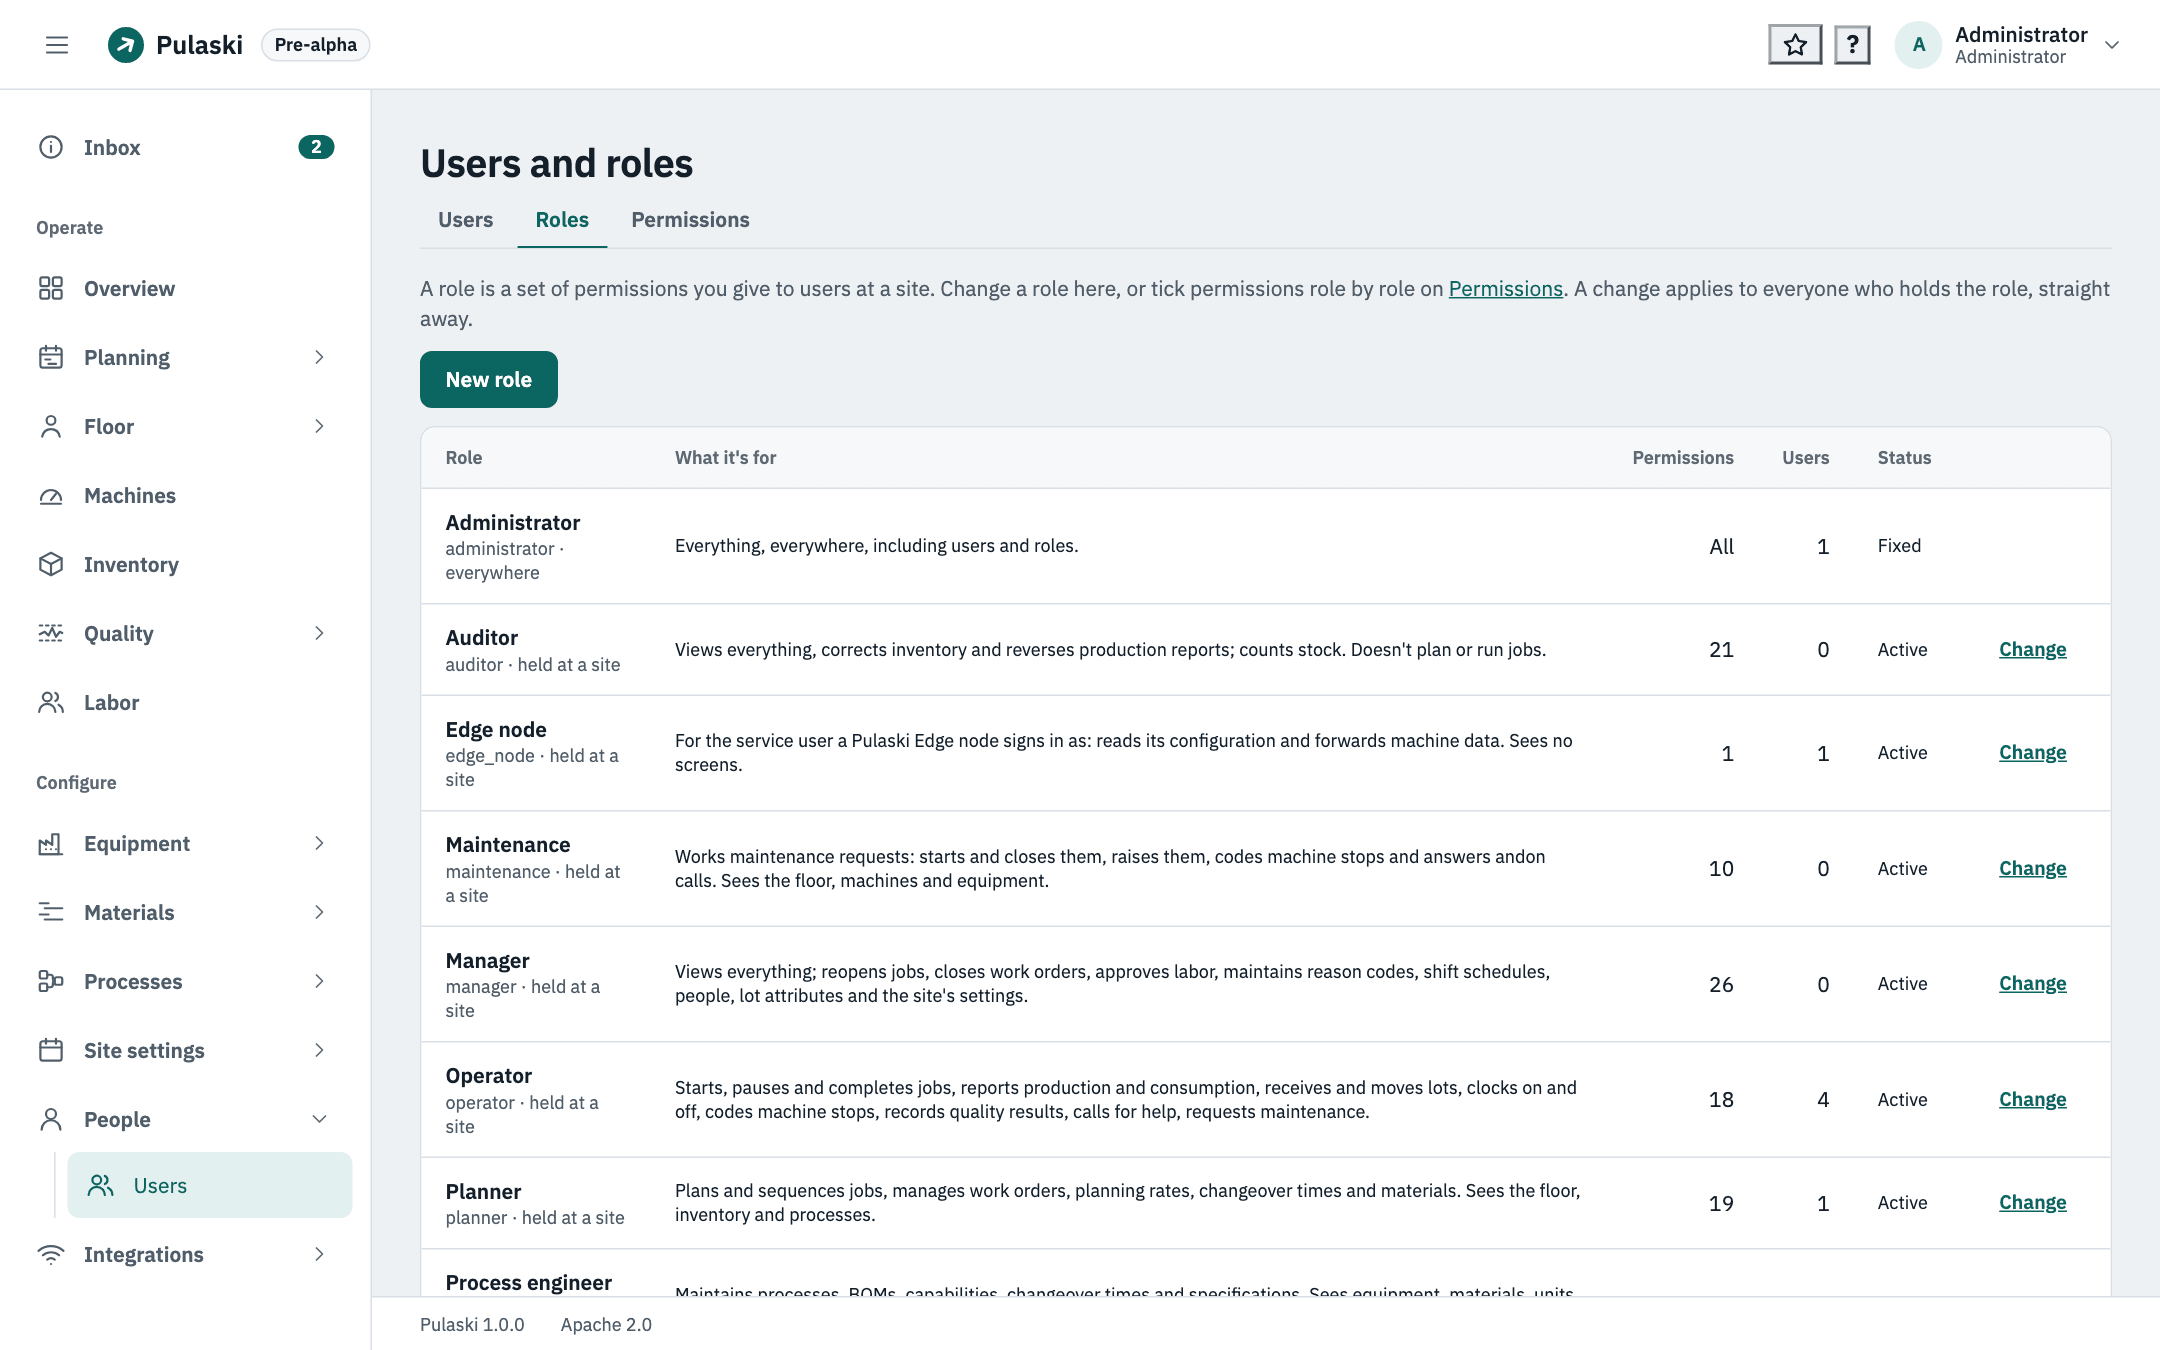 Pulaski
Pre-alpha
?
A
Administrator
Administrator
Inbox
2
Operate
Overview
Planning
Floor
Machines
Inventory
Quality
Labor
Configure
Equipment
Materials
Processes
Site settings
People
Users
Integrations
Users and roles
Users Roles Permissions
A role is a set of permissions you give to users at a site. Change a role here, or tick permissions role by role on Permissions. A change applies to everyone who holds the role, straight
away.
New role
Role What it's for Permissions Users Status
Administrator
administrator ·
everywhere
Everything, everywhere, including users and roles.
All 1 Fixed
Auditor
auditor · held at a site
Views everything, corrects inventory and reverses production reports; counts stock. Doesn't plan or run jobs.
21 0 Active Change
Edge node
edge_node · held at a
site
For the service user a Pulaski Edge node signs in as: reads its configuration and forwards machine data. Sees no
screens.
1 1 Active Change
Maintenance
maintenance · held at
a site
Works maintenance requests: starts and closes them, raises them, codes machine stops and answers andon
calls. Sees the floor, machines and equipment.
10 0 Active Change
Manager
manager · held at a
site
Views everything; reopens jobs, closes work orders, approves labor, maintains reason codes, shift schedules,
people, lot attributes and the site's settings.
26 0 Active Change
Operator
operator · held at a
site
Starts, pauses and completes jobs, reports production and consumption, receives and moves lots, clocks on and
off, codes machine stops, records quality results, calls for help, requests maintenance.
18 4 Active Change
Planner
planner · held at a site
Plans and sequences jobs, manages work orders, planning rates, changeover times and materials. Sees the floor,
inventory and processes.
19 1 Active Change
Process engineer
Maintains processes, BOMs, capabilities, changeover times and specifications. Sees equipment, materials, units
Pulaski 1.0.0 Apache 2.0